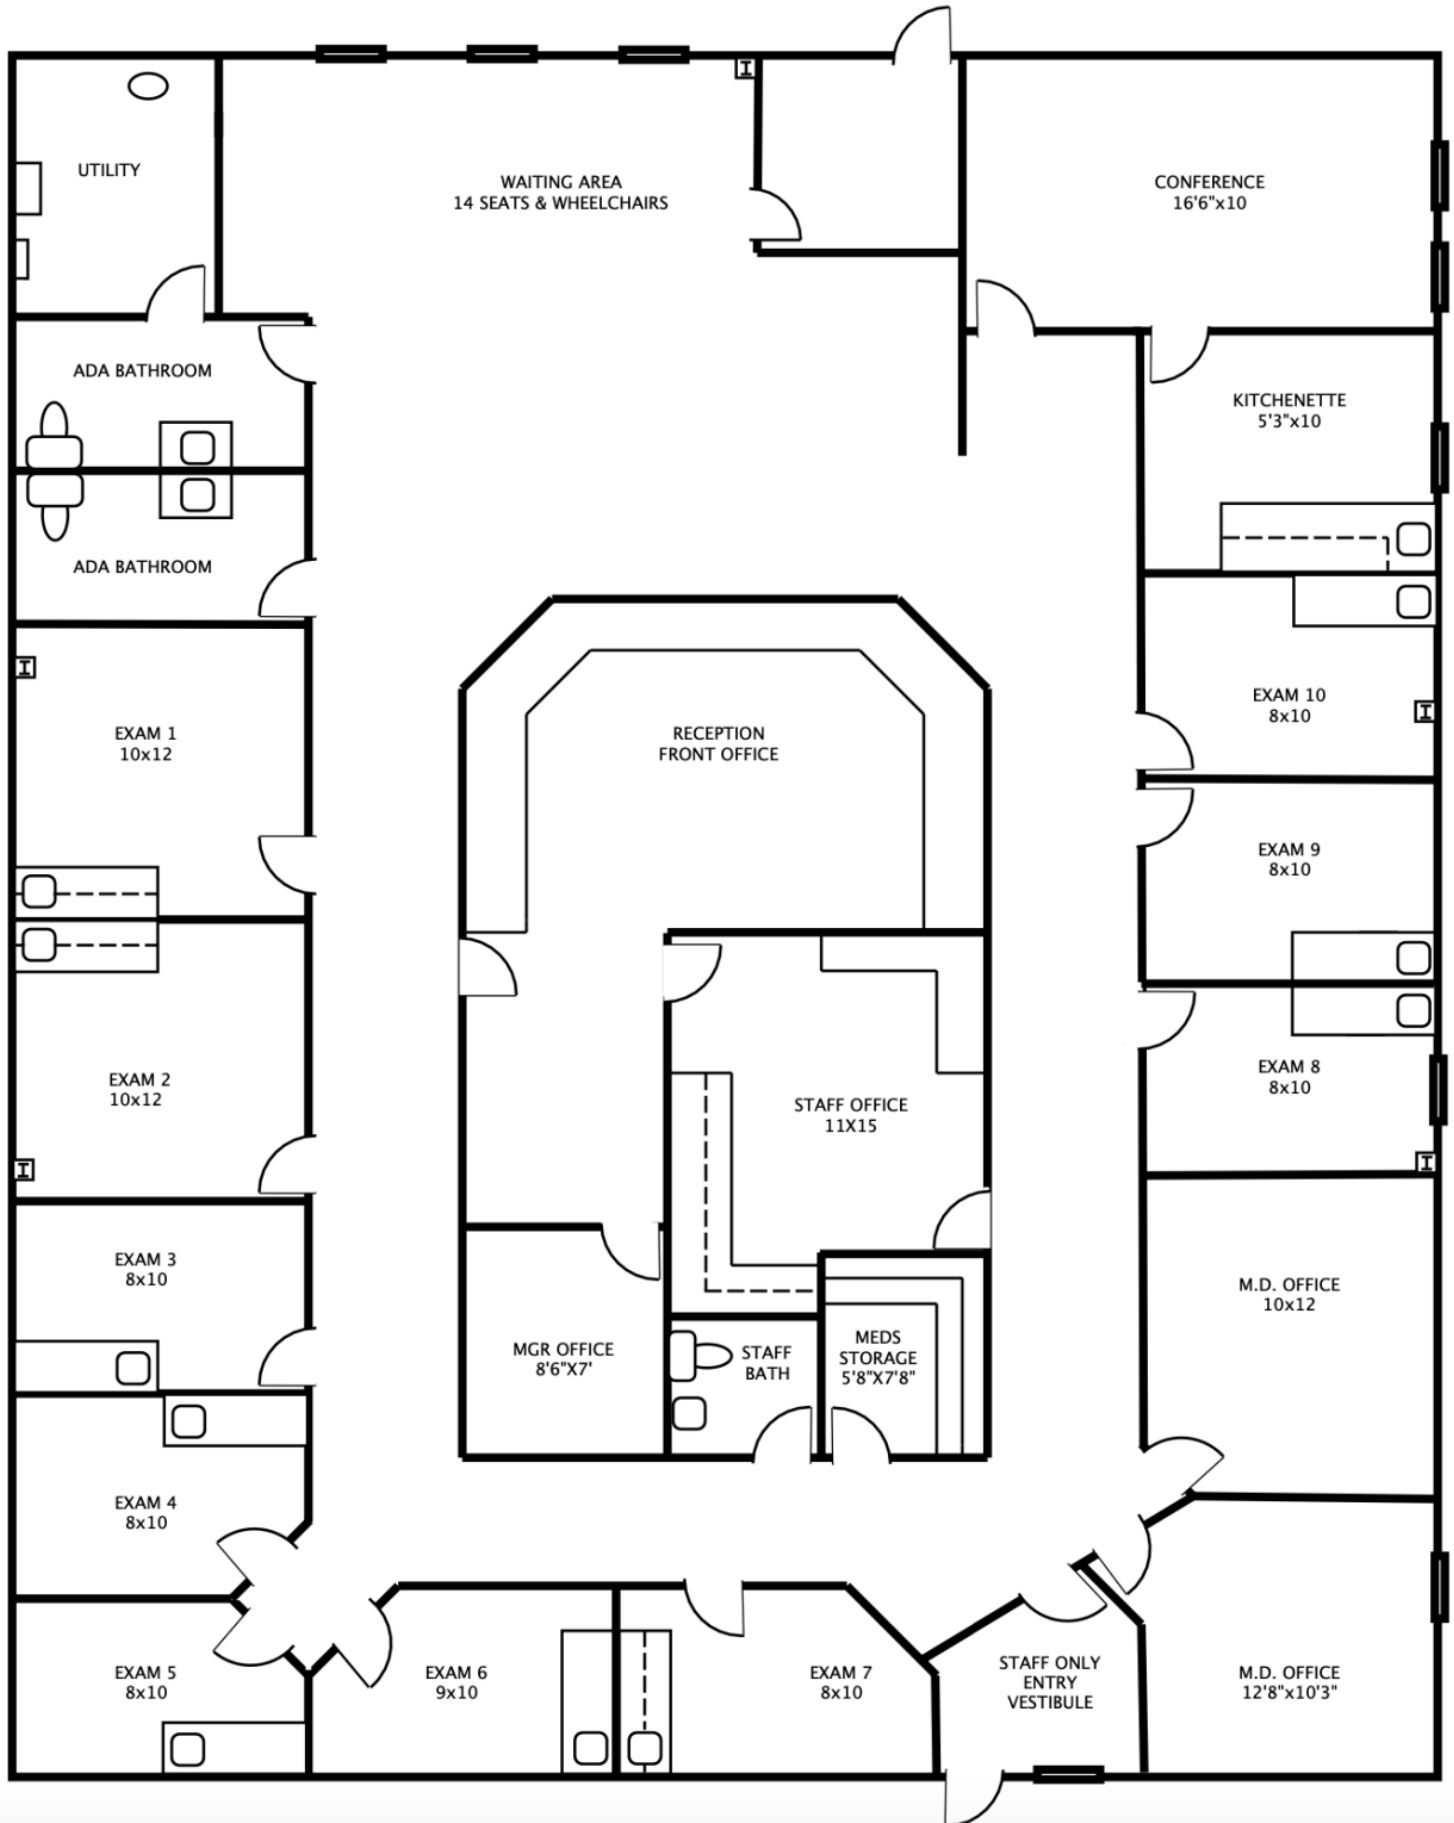 UTILITY
WAITING AREA
14 SEATS & WHEELCHAIRS
CONFERENCE
16'6"x10
ADA BATHROOM
KITCHENETTE
5'3"x10
ADA BATHROOM
EXAM 1
10x12
RECEPTION
FRONT OFFICE
EXAM 10
8x10
EXAM 9
8x10
EXAM 2
10x12
STAFF OFFICE
11X15
EXAM 8
8x10
EXAM 3
8x10
M.D. OFFICE
10x12
MGR OFFICE
8'6"X7'
STAFF
BATH
MEDS
STORAGE
5'8"X7'8"
EXAM 4
8x10
EXAM 5
8x10
EXAM 6
9x10
EXAM 7
8x10
STAFF ONLY
ENTRY
VESTIBULE
M.D. OFFICE
12'8"x10'3"